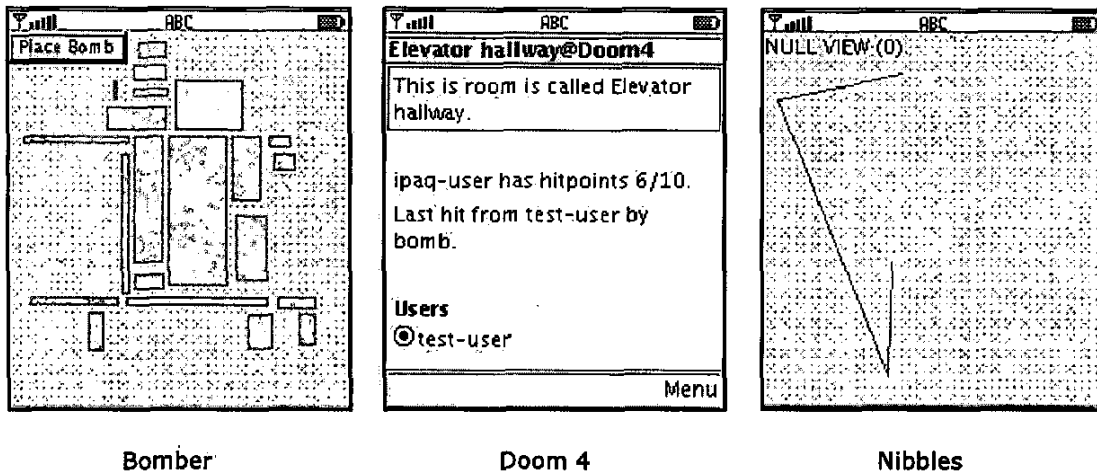 ABC
Place Bomb
ABC
Elevator hallway@Doom4
This is room is called Elevator
hallway.
ipaq-user has hitpoints 6/10.
Last hit from test-user by
bomb.
Users
test-user
Menu
ABC
NULL VIEW (0)
Bomber
Doom 4
Nibbles